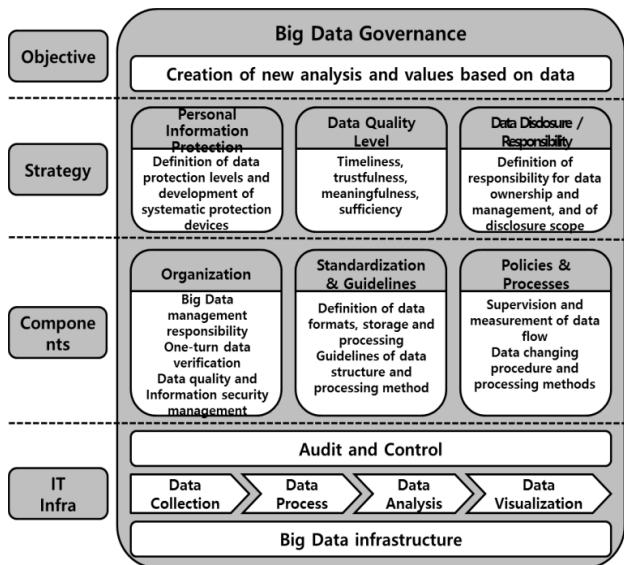 Big Data Governance
Objective
Creation of new analysis and values based on data
Strategy
Personal
Information
Protection
Definition of data
protection levels and
development of
systematic protection
devices
Data Quality
Level
Timeliness,
trustfulness,
meaningfulness,
sufficiency
Data Disclosure /
Responsibility
Definition of
responsibility for data
ownership and
management, and of
disclosure scope
Compone
nts
Organization
Big Data
management
responsibility
One-turn data
verification
Data quality and
Information security
management
Standardization
& Guidelines
Definition of data
formats, storage and
processing
Guidelines of data
structure and
processing method
Policies &
Processes
Supervision and
measurement of data
flow
Data changing
procedure and
processing methods
IT
Infra
Audit and Control
Data
Collection
Data
Process
Data
Analysis
Data
Visualization
Big Data infrastructure